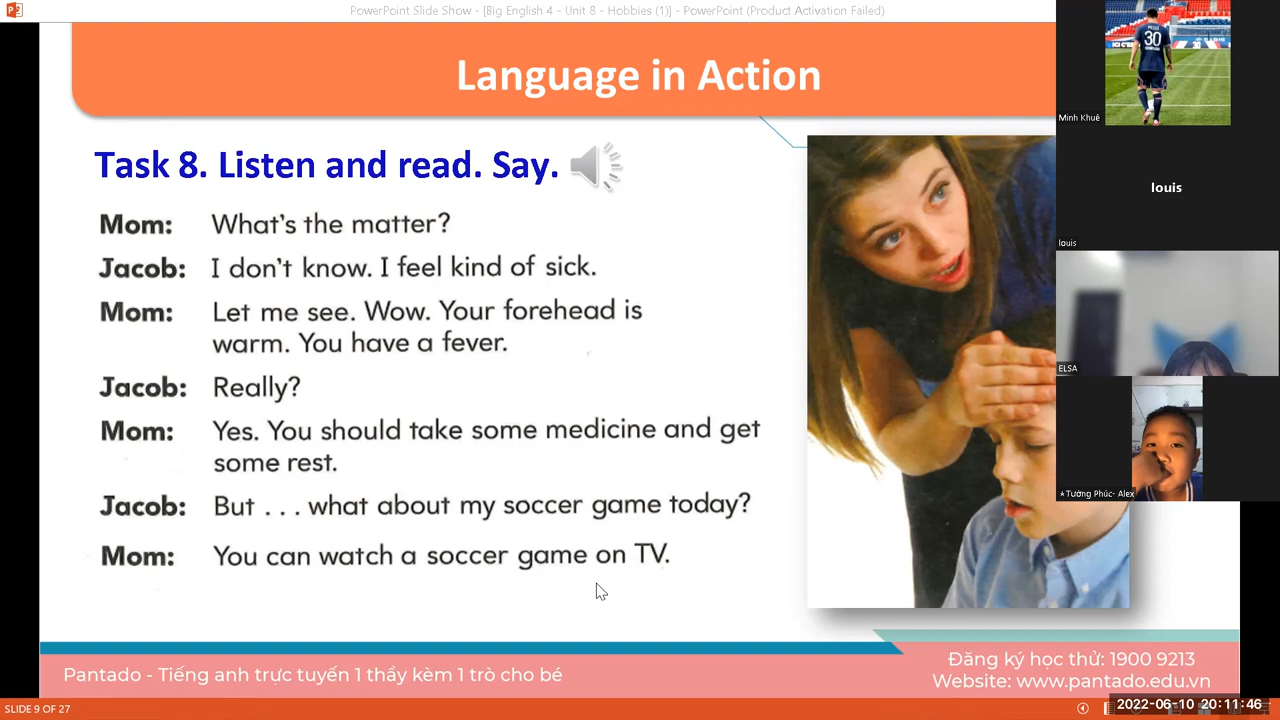 PowerPoint Slide Show - [Big English 4 - Unit 8 - Hobbies (1)] - PowerPoint (Product Activation Failed)
Language in Action
Task 8. Listen and read. Say.
Mom: What's the matter?
Jacob: I don't know. I feel kind of sick.
Mom: Let me see. Wow. Your forehead is
warm. You have a fever.
Jacob: Really?
Mom: Yes. You should take some medicine and get
some rest.
Jacob: But . . . what about my soccer game today?
Mom: You can watch a soccer game on TV.
30
Minh Khuê
louis
louis
ELSA
Tường Phúc- Alex
Pantado - Tiếng anh trực tuyến 1 thầy kèm 1 trò cho bé
Đăng ký học thử: 1900 9213
Website: www.pantado.edu.vn
SLIDE 9 OF 27
2022-06-10 20:11:46